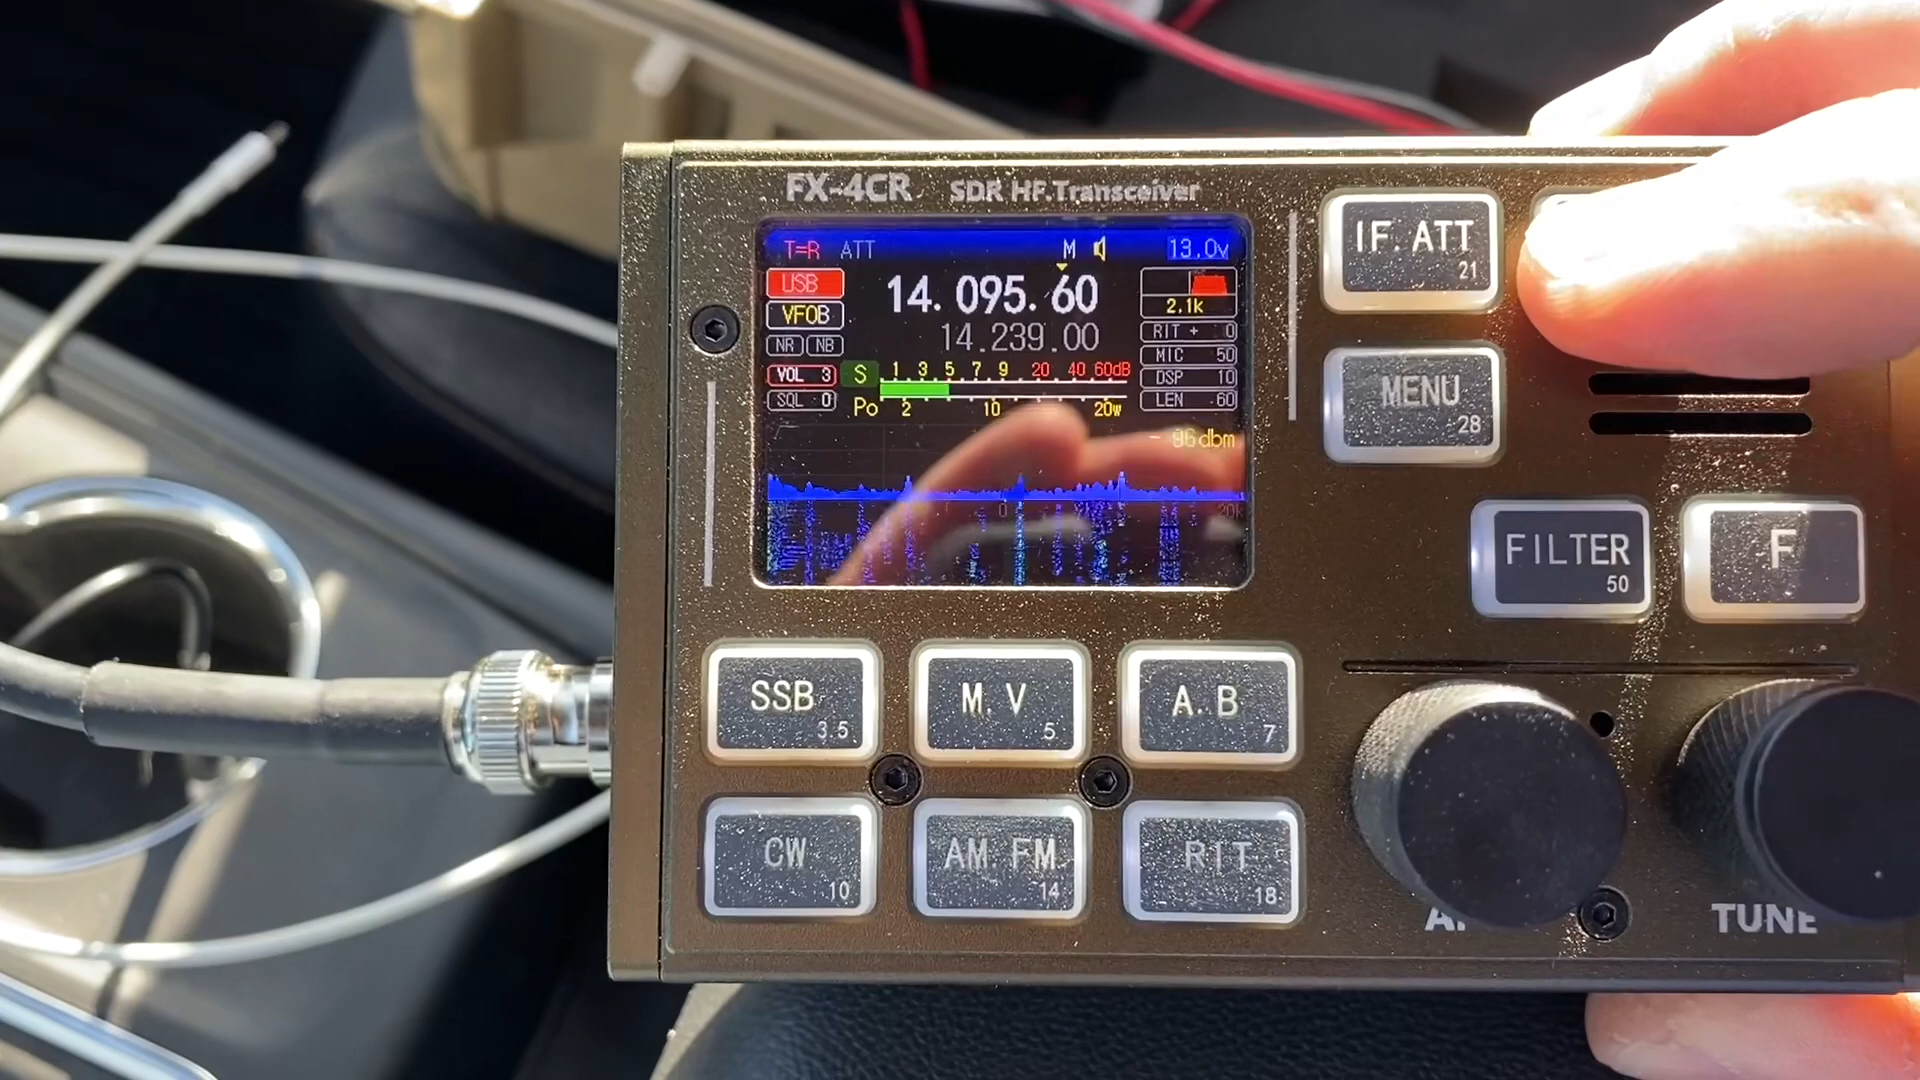 FX-4CR SDR HF.Transceiver
T=R ATT M 13.0v
USB 14.095.60
VFOB 14.239.00 2.1k
NR NB RIT + 0
VOL 3 S 1 3 5 7 9 20 40 60dB MIC 50
DSP 10
SQL 0 Po 2 10 20w LEN -60
- 96dbm
0 20k
IF.ATT
21
MENU
28
FILTER
50
F
SSB
3.5
M.V
5
A.B
7
CW
10
AM.FM
14
RIT
18
TUNE